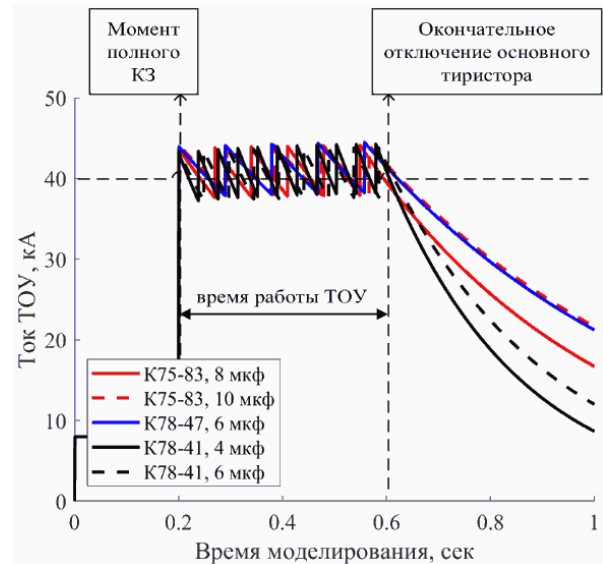 Момент
полного
КЗ
Окончательное
отключение основного
тиристора
50
40
30
20
10
0
Ток ТОУ, кА
время работы ТОУ
К75-83, 8 мкф
К75-83, 10 мкф
К78-47, 6 мкф
К78-41, 4 мкф
К78-41, 6 мкф
0
0.2
0.4
0.6
0.8
1
Время моделирования, сек